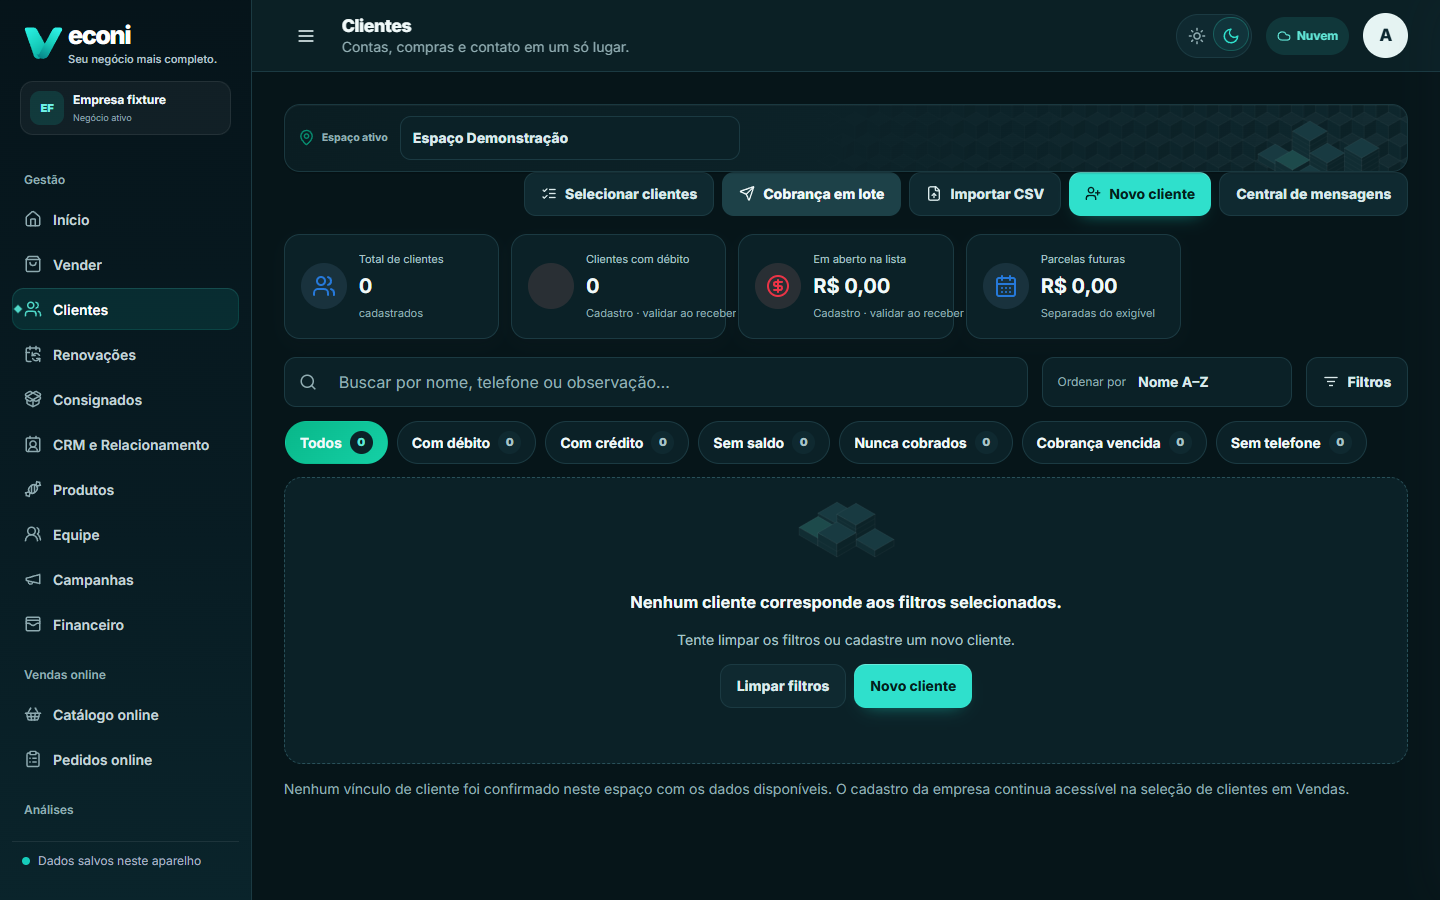 Veconi
Seu negócio mais completo.
EF
Empresa fixture
Negócio ativo
Gestão
Início
Vender
Clientes
Renovações
Consignados
CRM e Relacionamento
Produtos
Equipe
Campanhas
Financeiro
Vendas online
Catálogo online
Pedidos online
Análises
Dados salvos neste aparelho
Clientes
Contas, compras e contato em um só lugar.
Nuvem
A
Espaço ativo
Espaço Demonstração
Selecionar clientes
Cobrança em lote
Importar CSV
Novo cliente
Central de mensagens
Total de clientes
0
cadastrados
Clientes com débito
0
Cadastro · validar ao receber
Em aberto na lista
R$ 0,00
Cadastro · validar ao receber
Parcelas futuras
R$ 0,00
Separadas do exigível
Buscar por nome, telefone ou observação...
Ordenar por Nome A–Z
Filtros
Todos 0
Com débito 0
Com crédito 0
Sem saldo 0
Nunca cobrados 0
Cobrança vencida 0
Sem telefone 0
Nenhum cliente corresponde aos filtros selecionados.
Tente limpar os filtros ou cadastre um novo cliente.
Limpar filtros
Novo cliente
Nenhum vínculo de cliente foi confirmado neste espaço com os dados disponíveis. O cadastro da empresa continua acessível na seleção de clientes em Vendas.